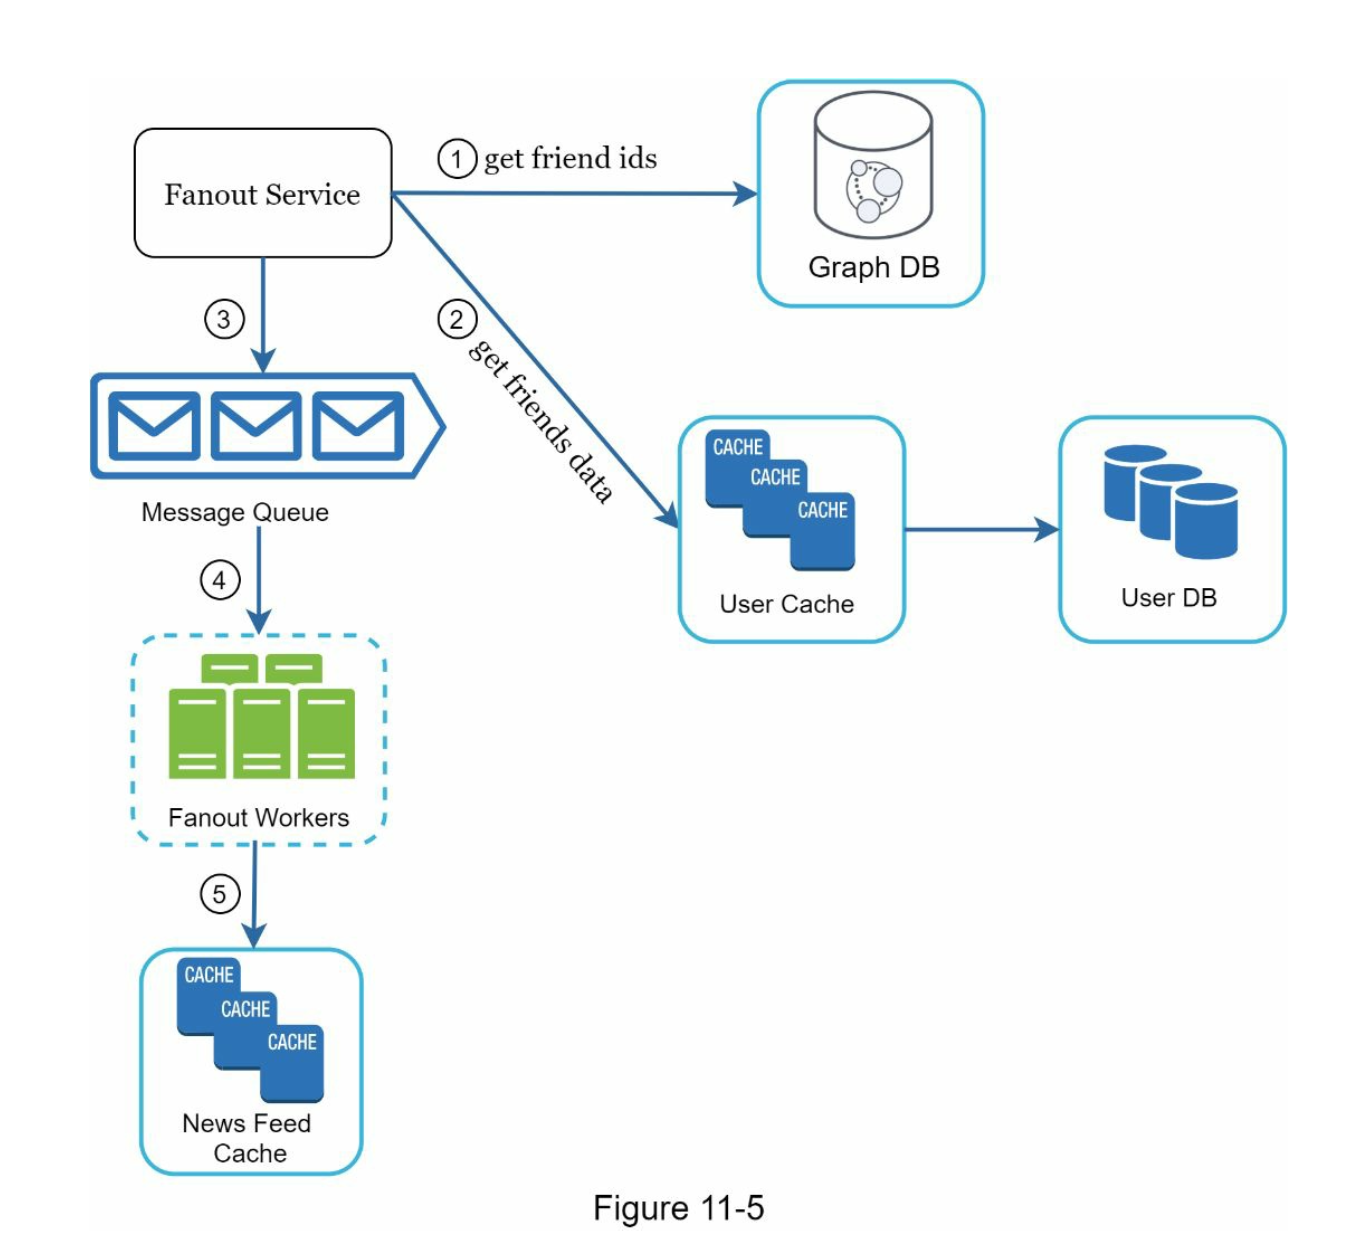 Fanout Service
1 get friend ids
Graph DB
2 get friends data
3
Message Queue
CACHE
CACHE
CACHE
User Cache
User DB
4
Fanout Workers
5
CACHE
CACHE
CACHE
News Feed
Cache
Figure 11-5